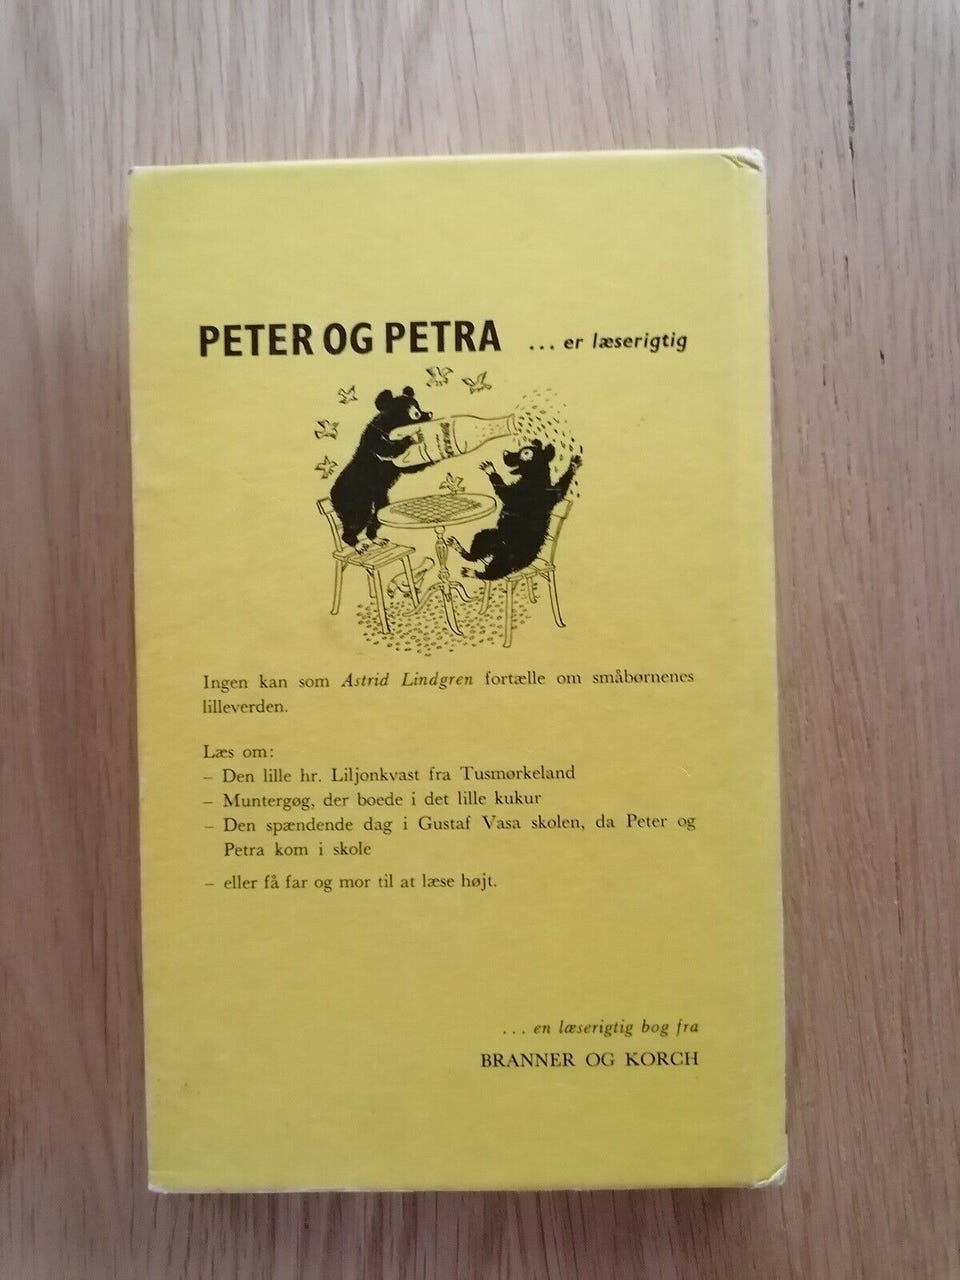 PETER OG PETRA ... er læserigtig
Ingen kan som Astrid Lindgren fortælle om småbørnenes
lilleverden.
Læs om:
– Den lille hr. Liljonkvast fra Tusmørkeland
– Muntergøg, der boede i det lille kukur
– Den spændende dag i Gustaf Vasa skolen, da Peter og
Petra kom i skole
– eller få far og mor til at læse højt.
... en læserigtig bog fra
BRANNER OG KORCH